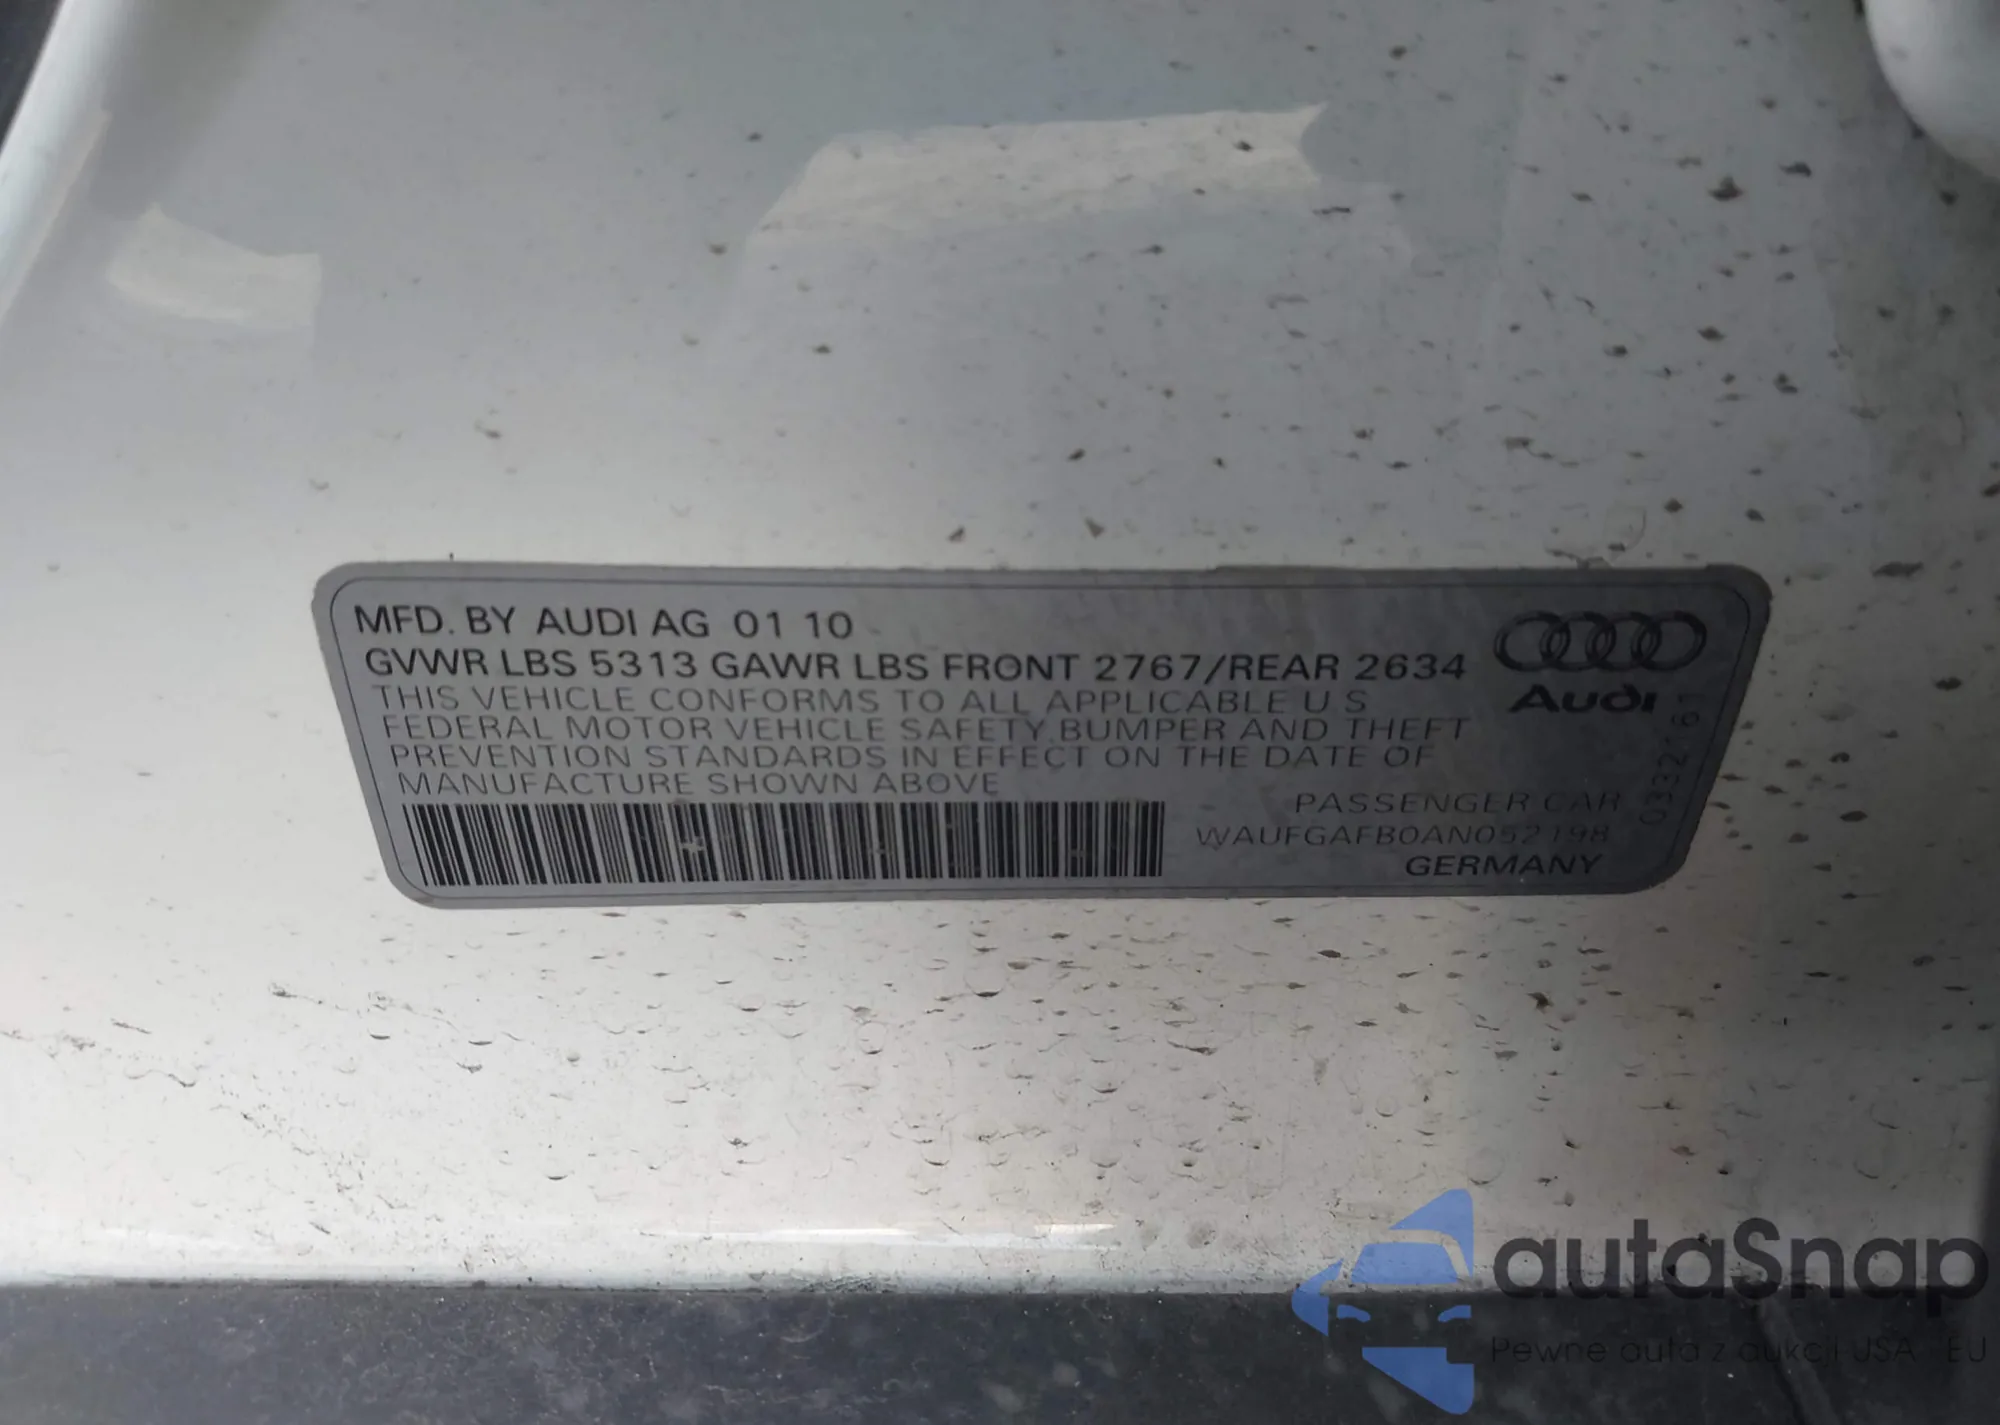 MFD. BY AUDI AG 01 10
GVWR LBS 5313 GAWR LBS FRONT 2767/REAR 2634
THIS VEHICLE CONFORMS TO ALL APPLICABLE U S
FEDERAL MOTOR VEHICLE SAFETY, BUMPER AND THEFT
PREVENTION STANDARDS IN EFFECT ON THE DATE OF
MANUFACTURE SHOWN ABOVE
Audi
0332161
PASSENGER CAR
WAUFGAFB0AN052198
GERMANY
autaSnap
Pewne auta z aukcji USA - EU